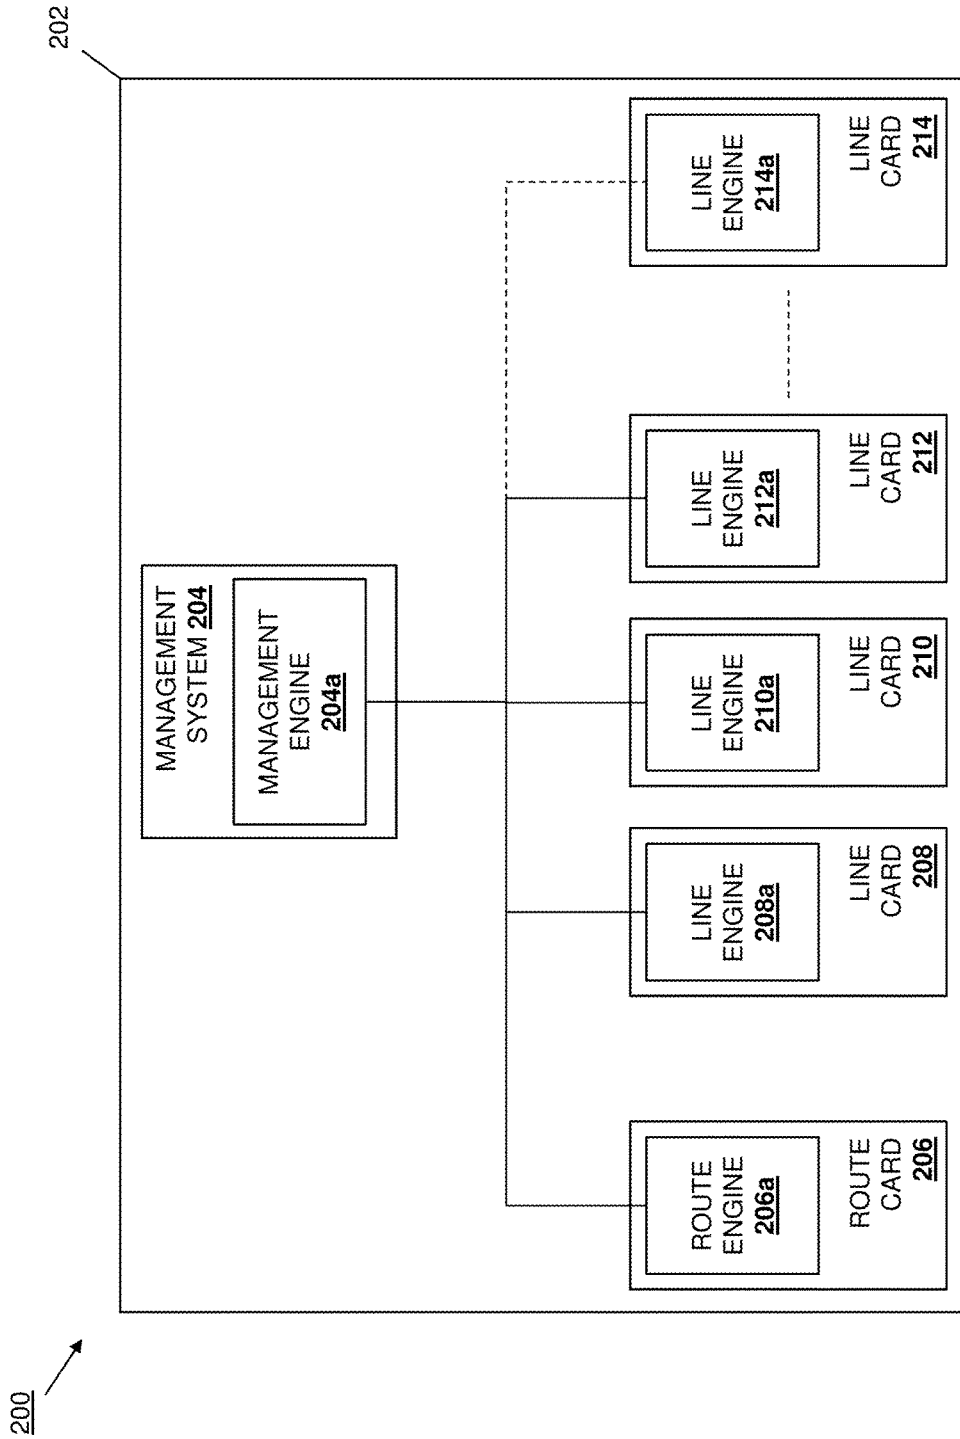 200
202
MANAGEMENT
SYSTEM 204
MANAGEMENT
ENGINE
204a
ROUTE
ENGINE
206a
ROUTE
CARD
206
LINE
ENGINE
208a
LINE
CARD
208
LINE
ENGINE
210a
LINE
CARD
210
LINE
ENGINE
212a
LINE
CARD
212
LINE
ENGINE
214a
LINE
CARD
214